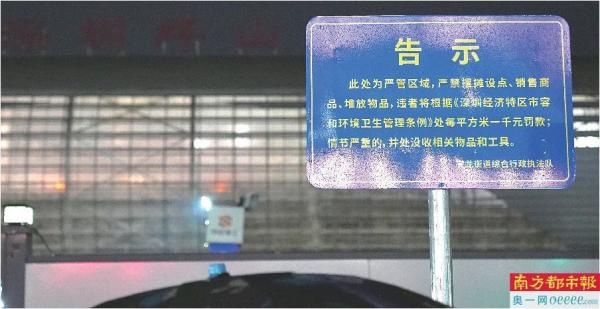 告示
此处为严管区域，严禁摆摊设点、销售商
品、堆放物品，违者将根据《深圳经济特区市容
和环境卫生管理条例》处每平方米一千元罚款；
情节严重的，并处没收相关物品和工具。
龙街道综合行政执法队
南方都市報
奥一网oeeee.com